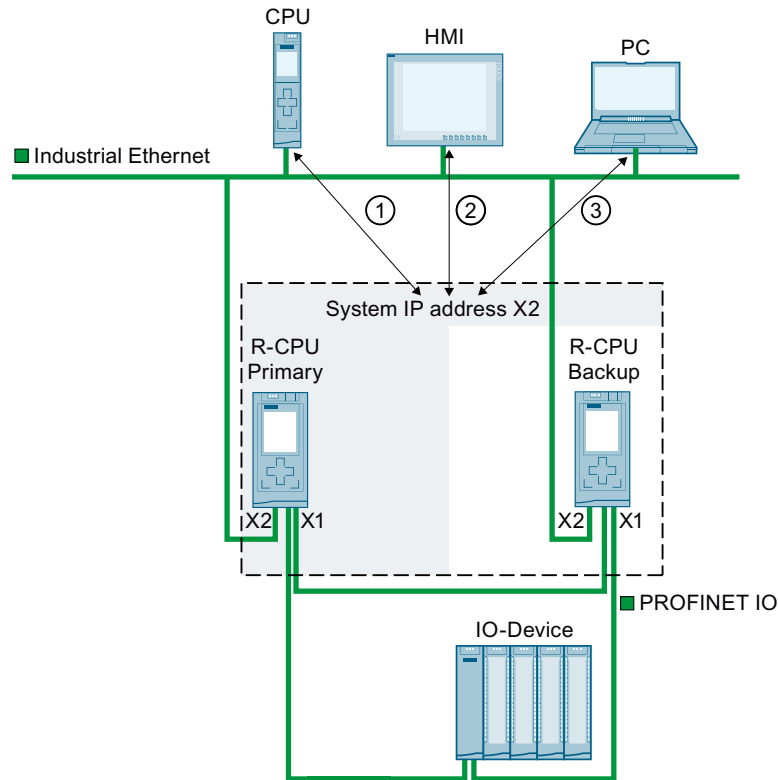 CPU
HMI
PC
Industrial Ethernet
1
2
3
System IP address X2
R-CPU
Primary
R-CPU
Backup
X2
X1
X2
X1
PROFINET IO
IO-Device